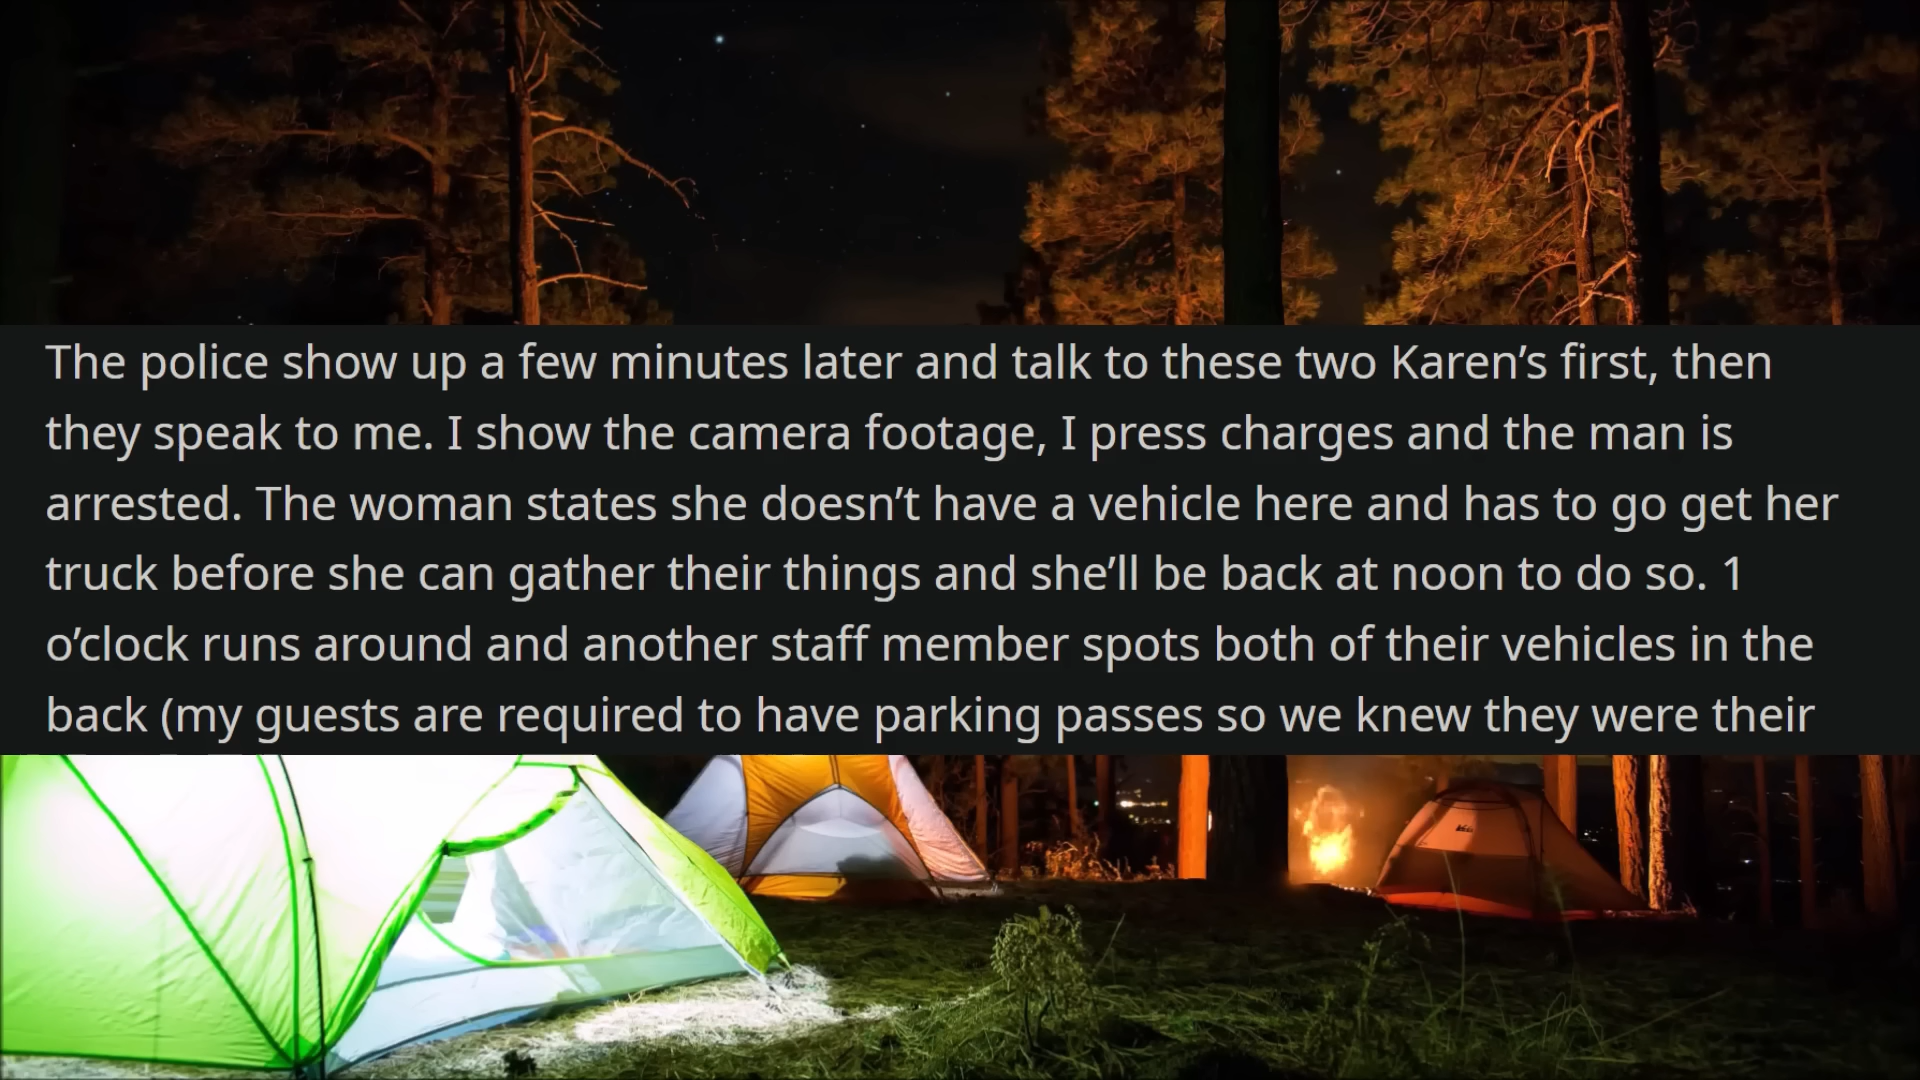 The police show up a few minutes later and talk to these two Karen’s first, then
they speak to me. I show the camera footage, I press charges and the man is
arrested. The woman states she doesn’t have a vehicle here and has to go get her
truck before she can gather their things and she’ll be back at noon to do so. 1
o’clock runs around and another staff member spots both of their vehicles in the
back (my guests are required to have parking passes so we knew they were their